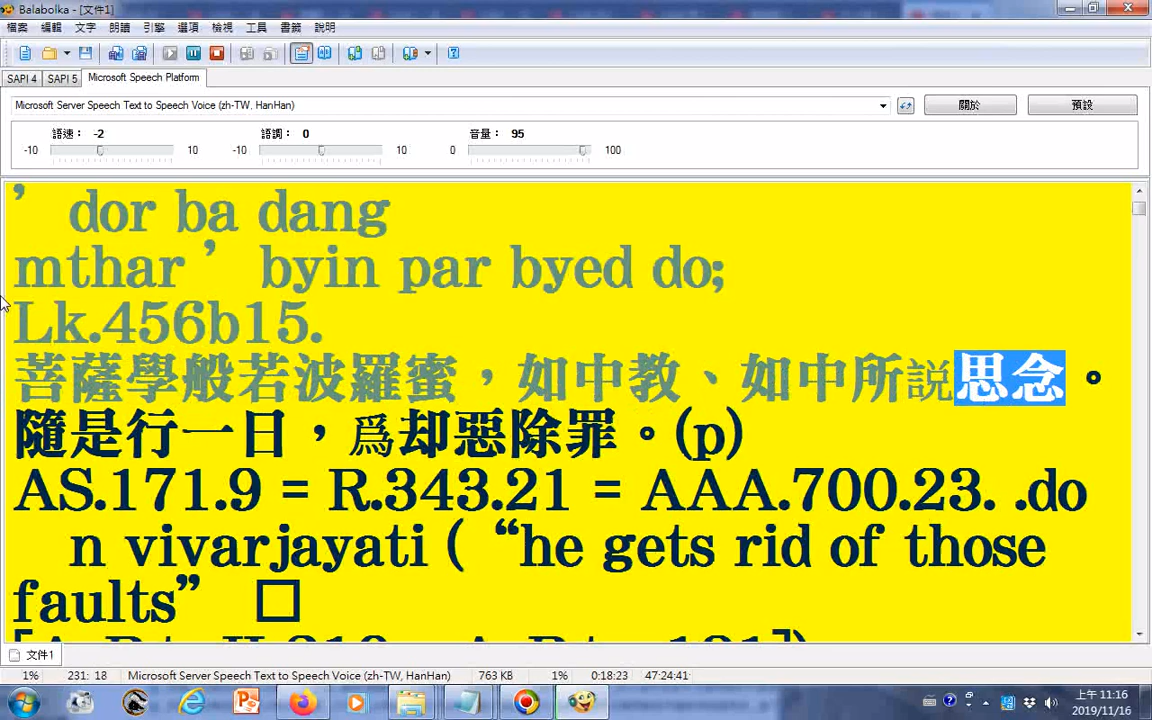 Balabolka - [文件1]
檔案 編輯 文字 朗讀 引擎 選項 檢視 工具 書籤 說明
SAPI 4 SAPI 5 Microsoft Speech Platform
Microsoft Server Speech Text to Speech Voice (zh-TW, HanHan) 關於 預設
語速： -2 語調： 0 音量： 95
-10 10 -10 10 0 100
’dor ba dang
mthar ’byin par byed do;
Lk.456b15.
菩薩學般若波羅蜜，如中教、如中所説思念。
隨是行一日，爲却惡除罪。(p)
AS.171.9 = R.343.21 = AAA.700.23. .do
n vivarjayati (“he gets rid of those
faults” □
文件1
1% 231: 18 Microsoft Server Speech Text to Speech Voice (zh-TW, HanHan) 763 KB 1% 0:18:23 47:24:41
上午 11:16
2019/11/16